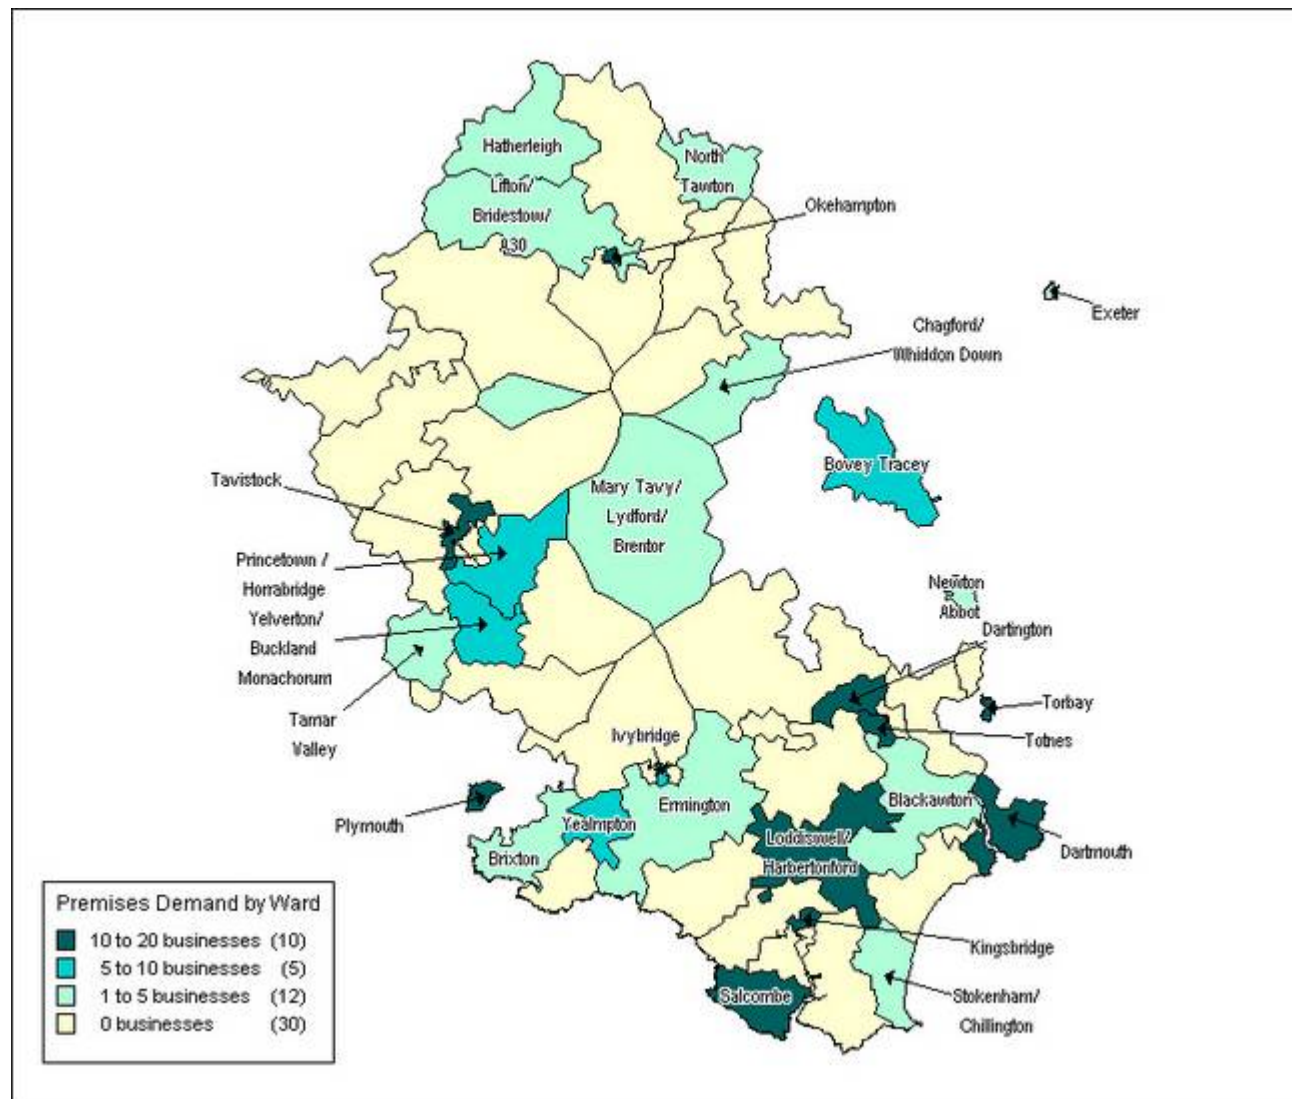 Hatherleigh
North
Tawton
Lifton/
Bridestow/
A30
Okehampton
Exeter
Chagford/
Whiddon Down
Bovey Tracey
Tavistock
Mary Tavy/
Lydford/
Brentor
Princetown /
Horrabridge
Yelverton/
Buckland
Monachorum
Newton
Abbot
Dartington
Tamar
Valley
Torbay
Totnes
Ivybridge
Plymouth
Yealmpton
Ermington
Blackawton
Brixton
Loddiswell/
Harbertonford
Dartmouth
Kingsbridge
Salcombe
Stokenham/
Chillington
Premises Demand by Ward
10 to 20 businesses (10)
5 to 10 businesses (5)
1 to 5 businesses (12)
0 businesses (30)